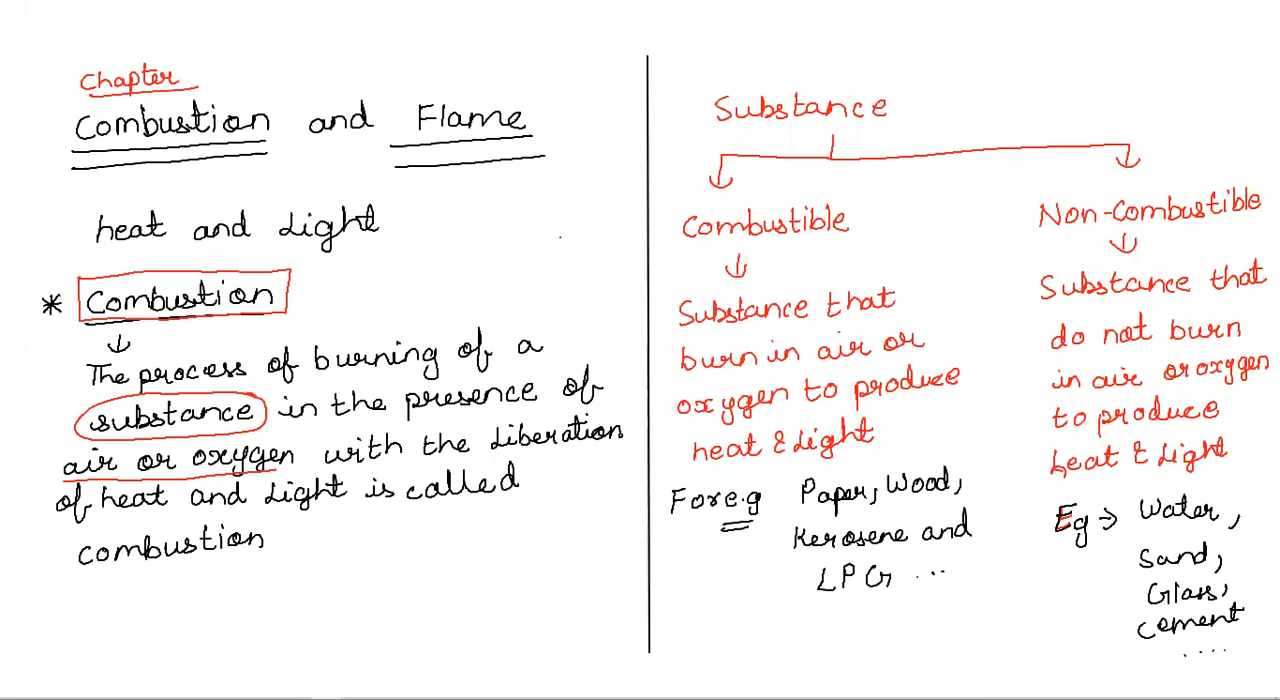 Chapter
Combustion and Flame
heat and Light
* Combustion
The process of burning of a
substance in the presence of
air or oxygen with the Liberation
of heat and Light is called
combustion
Substance
Combustible
Substance that
burn in air or
oxygen to produce
heat & Light
For e.g Paper, Wood,
Kerosene and
LPG ...
Non-Combustible
Substance that
do not burn
in air or oxygen
to produce
heat & Light
Eg → Water,
Sand,
Glass,
cement
....